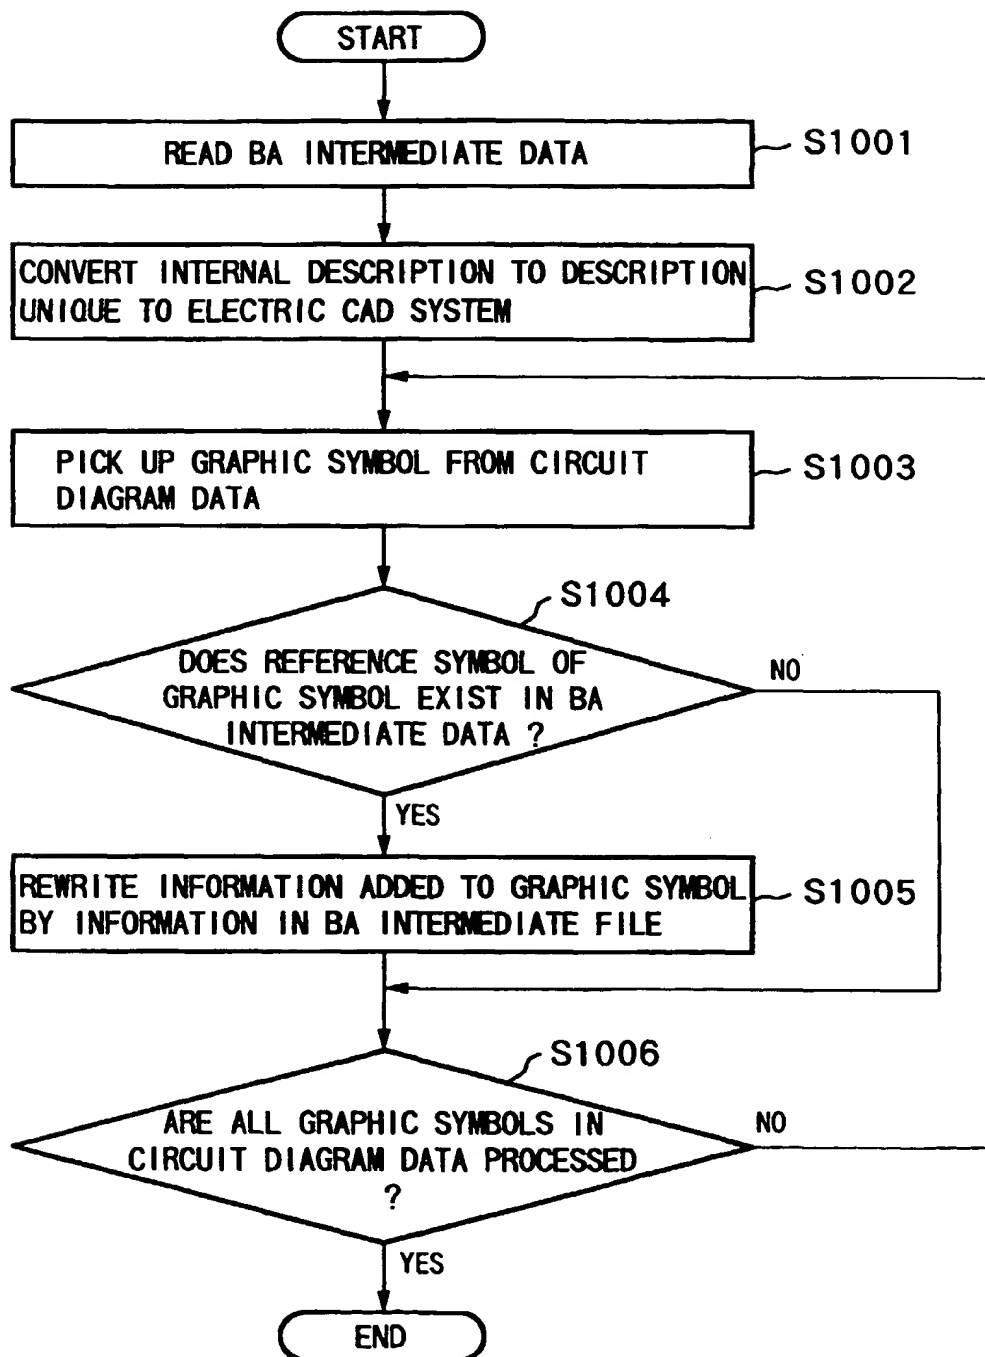 START
READ BA INTERMEDIATE DATA
S1001
CONVERT INTERNAL DESCRIPTION TO DESCRIPTION
UNIQUE TO ELECTRIC CAD SYSTEM
S1002
PICK UP GRAPHIC SYMBOL FROM CIRCUIT
DIAGRAM DATA
S1003
S1004
DOES REFERENCE SYMBOL OF
GRAPHIC SYMBOL EXIST IN BA
INTERMEDIATE DATA ?
NO
YES
REWRITE INFORMATION ADDED TO GRAPHIC SYMBOL
BY INFORMATION IN BA INTERMEDIATE FILE
S1005
S1006
ARE ALL GRAPHIC SYMBOLS IN
CIRCUIT DIAGRAM DATA PROCESSED
?
NO
YES
END